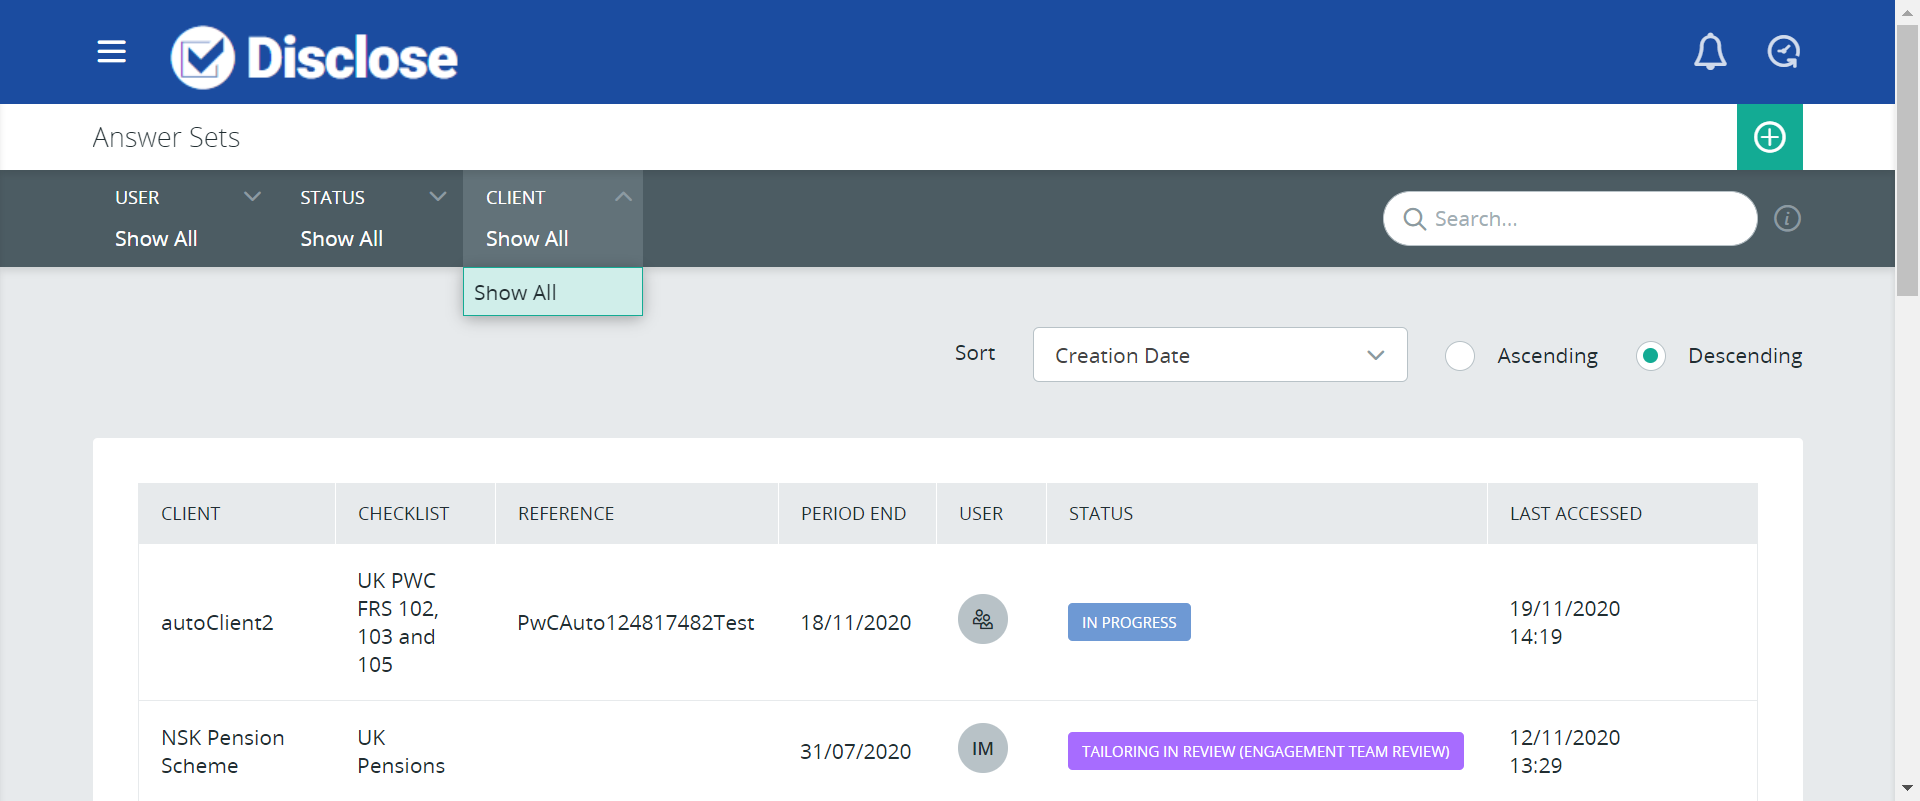 Disclose
Answer Sets
USER
Show All
STATUS
Show All
CLIENT
Show All
Show All
Search...
i
Sort
Creation Date
Ascending
Descending
CLIENT CHECKLIST REFERENCE PERIOD END USER STATUS LAST ACCESSED
autoClient2
UK PWC
FRS 102,
103 and
105
PwCAuto124817482Test
18/11/2020
IN PROGRESS
19/11/2020
14:19
NSK Pension
Scheme
UK
Pensions
31/07/2020
IM
TAILORING IN REVIEW (ENGAGEMENT TEAM REVIEW)
12/11/2020
13:29